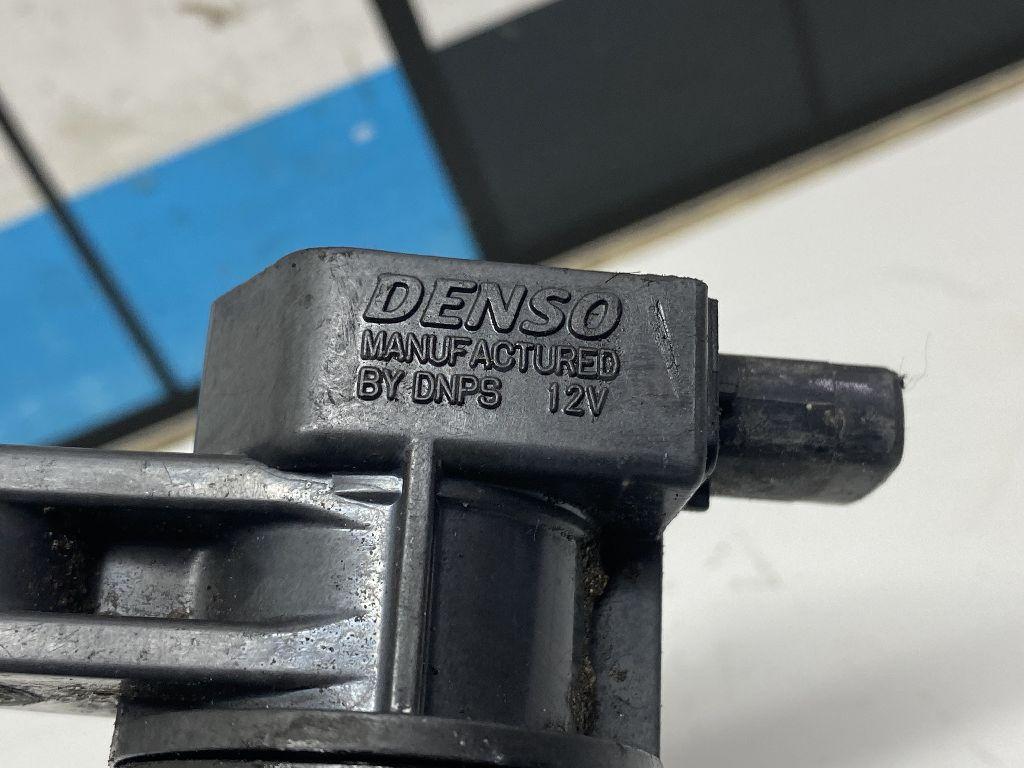 DENSO
MANUFACTURED
BY DNPS 12V